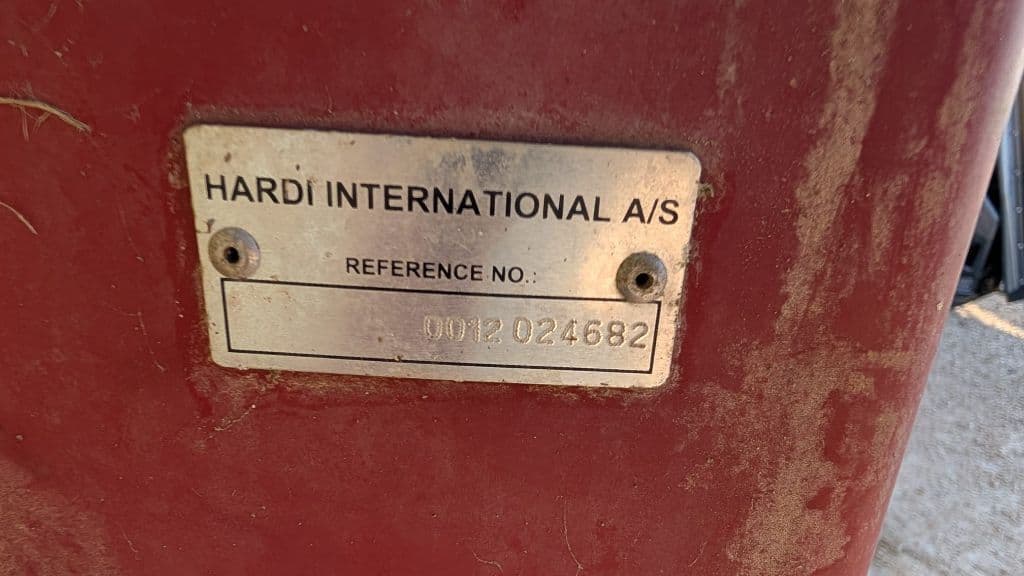 HARDI INTERNATIONAL A/S
REFERENCE NO.:
0012 024682